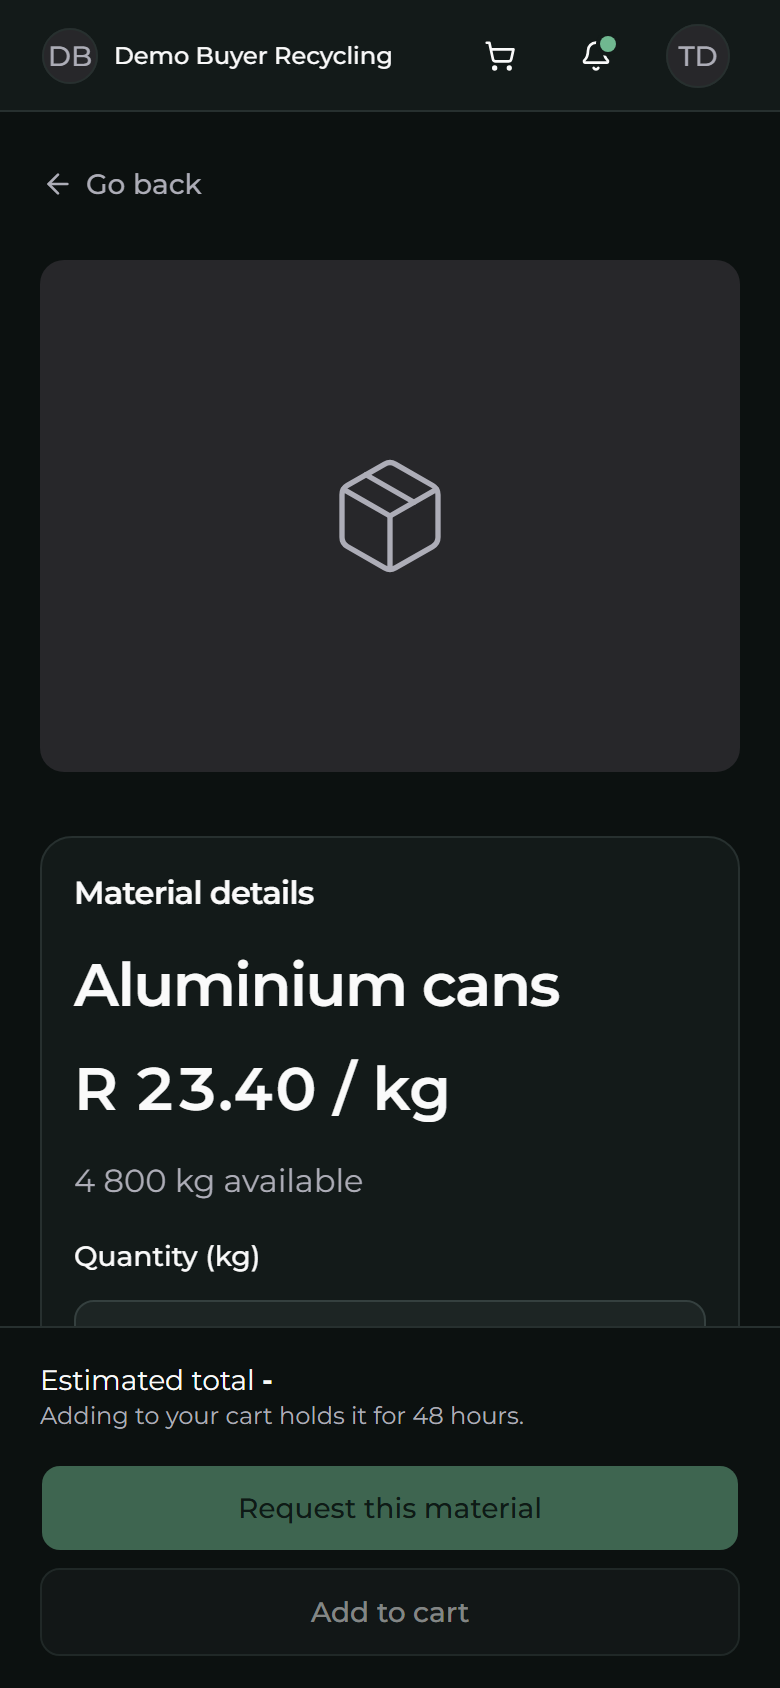 DB Demo Buyer Recycling TD
Go back
Material details
Aluminium cans
R 23.40 / kg
4 800 kg available
Quantity (kg)
Estimated total -
Adding to your cart holds it for 48 hours.
Request this material
Add to cart